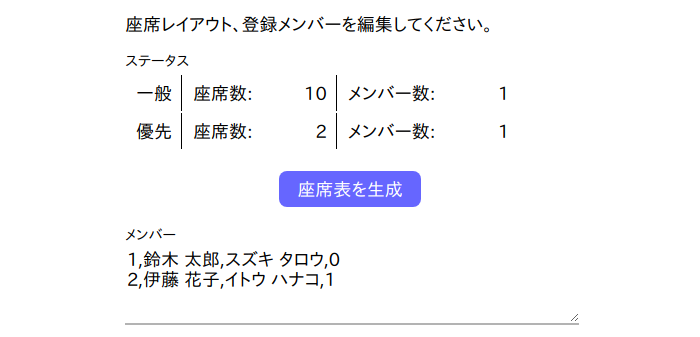 座席レイアウト、登録メンバーを編集してください。
ステータス
一般 座席数: 10 メンバー数: 1
優先 座席数: 2 メンバー数: 1
座席表を生成
メンバー
1,鈴木 太郎,スズキ タロウ,0
2,伊藤 花子,イトウ ハナコ,1